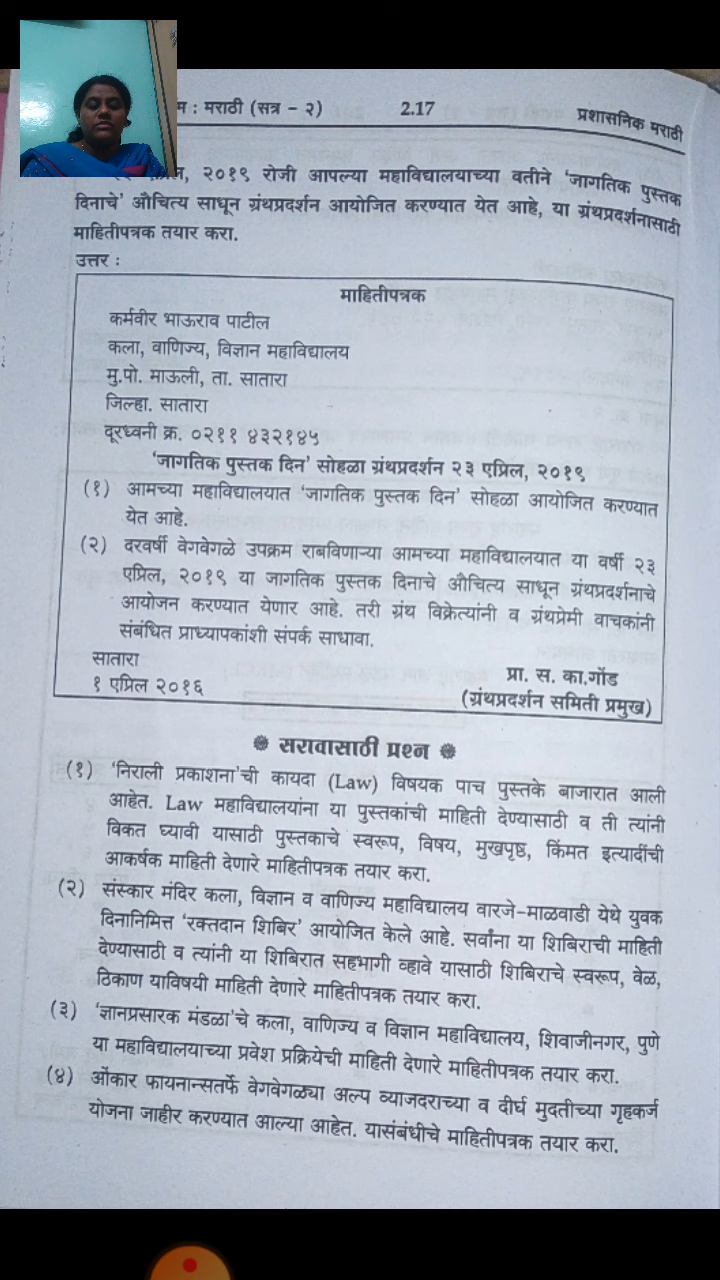 म : मराठी (सत्र - २) 2.17 प्रशासनिक मराठी
२०१९ रोजी आपल्या महाविद्यालयाच्या वतीने ‘जागतिक पुस्तक
दिनाचे’ औचित्य साधून ग्रंथप्रदर्शन आयोजित करण्यात येत आहे, या ग्रंथप्रदर्शनासाठी
माहितीपत्रक तयार करा.
उत्तर :
माहितीपत्रक
कर्मवीर भाऊराव पाटील
कला, वाणिज्य, विज्ञान महाविद्यालय
मु.पो. माऊली, ता. सातारा
जिल्हा. सातारा
दूरध्वनी क्र. ०२११ ४३२१४५
‘जागतिक पुस्तक दिन’ सोहळा ग्रंथप्रदर्शन २३ एप्रिल, २०१९
(१) आमच्या महाविद्यालयात ‘जागतिक पुस्तक दिन’ सोहळा आयोजित करण्यात
येत आहे.
(२) दरवर्षी वेगवेगळे उपक्रम राबविणाऱ्या आमच्या महाविद्यालयात या वर्षी २३
एप्रिल, २०१९ या जागतिक पुस्तक दिनाचे औचित्य साधून ग्रंथप्रदर्शनाचे
आयोजन करण्यात येणार आहे. तरी ग्रंथ विक्रेत्यांनी व ग्रंथप्रेमी वाचकांनी
संबंधित प्राध्यापकांशी संपर्क साधावा.
सातारा प्रा. स. का.गोंड
१ एप्रिल २०१६ (ग्रंथप्रदर्शन समिती प्रमुख)
❁ सरावासाठी प्रश्न ❁
(१) ‘निराली प्रकाशना’ची कायदा (Law) विषयक पाच पुस्तके बाजारात आली
आहेत. Law महाविद्यालयांना या पुस्तकांची माहिती देण्यासाठी व ती त्यांनी
विकत घ्यावी यासाठी पुस्तकाचे स्वरूप, विषय, मुखपृष्ठ, किंमत इत्यादींची
आकर्षक माहिती देणारे माहितीपत्रक तयार करा.
(२) संस्कार मंदिर कला, विज्ञान व वाणिज्य महाविद्यालय वारजे-माळवाडी येथे युवक
दिनानिमित्त ‘रक्तदान शिबिर’ आयोजित केले आहे. सर्वांना या शिबिराची माहिती
देण्यासाठी व त्यांनी या शिबिरात सहभागी व्हावे यासाठी शिबिराचे स्वरूप, वेळ,
ठिकाण याविषयी माहिती देणारे माहितीपत्रक तयार करा.
(३) ‘ज्ञानप्रसारक मंडळा’चे कला, वाणिज्य व विज्ञान महाविद्यालय, शिवाजीनगर, पुणे
या महाविद्यालयाच्या प्रवेश प्रक्रियेची माहिती देणारे माहितीपत्रक तयार करा.
(४) ओंकार फायनान्सतर्फे वेगवेगळ्या अल्प व्याजदराच्या व दीर्घ मुदतीच्या गृहकर्ज
योजना जाहीर करण्यात आल्या आहेत. यासंबंधीचे माहितीपत्रक तयार करा.